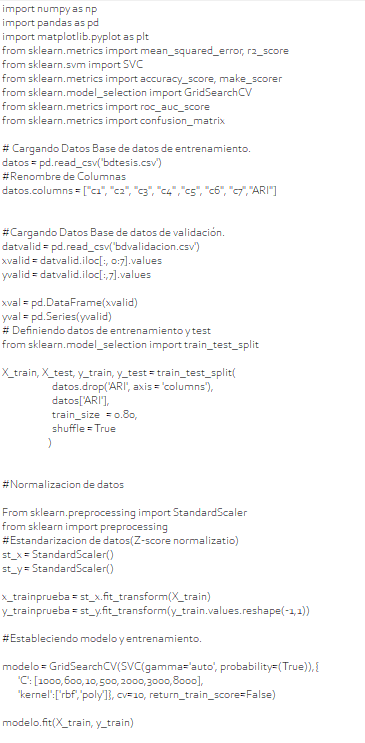 import numpy as np
import pandas as pd
import matplotlib.pyplot as plt
from sklearn.metrics import mean_squared_error, r2_score
from sklearn.svm import SVC
from sklearn.metrics import accuracy_score, make_scorer
from sklearn.model_selection import GridSearchCV
from sklearn.metrics import roc_auc_score
from sklearn.metrics import confusion_matrix
# Cargando Datos Base de datos de entrenamiento.
datos = pd.read_csv('bdtesis.csv')
#Renombre de Columnas
datos.columns = ["c1", "c2", "c3", "c4" ,"c5", "c6", "c7","ARI"]
#Cargando Datos Base de datos de validación.
datvalid = pd.read_csv('bdvalidacion.csv')
xvalid = datvalid.iloc[:, 0:7].values
yvalid = datvalid.iloc[:,7].values
xval = pd.DataFrame(xvalid)
yval = pd.Series(yvalid)
# Definiendo datos de entrenamiento y test
from sklearn.model_selection import train_test_split
X_train, X_test, y_train, y_test = train_test_split(
datos.drop('ARI', axis = 'columns'),
datos['ARI'],
train_size = 0.80,
shuffle = True
)
#Normalizacion de datos
From sklearn.preprocessing import StandardScaler
from sklearn import preprocessing
#Estandarizacion de datos(Z-score normalizatio)
st_x = StandardScaler()
st_y = StandardScaler()
x_trainprueba = st_x.fit_transform(X_train)
y_trainprueba = st_y.fit_transform(y_train.values.reshape(-1,1))
#Estableciendo modelo y entrenamiento.
modelo = GridSearchCV(SVC(gamma='auto', probability=(True)), {
'C': [1000,600,10,500,2000,3000,8000],
'kernel':['rbf','poly']}, cv=10, return_train_score=False)
modelo.fit(X_train, y_train)